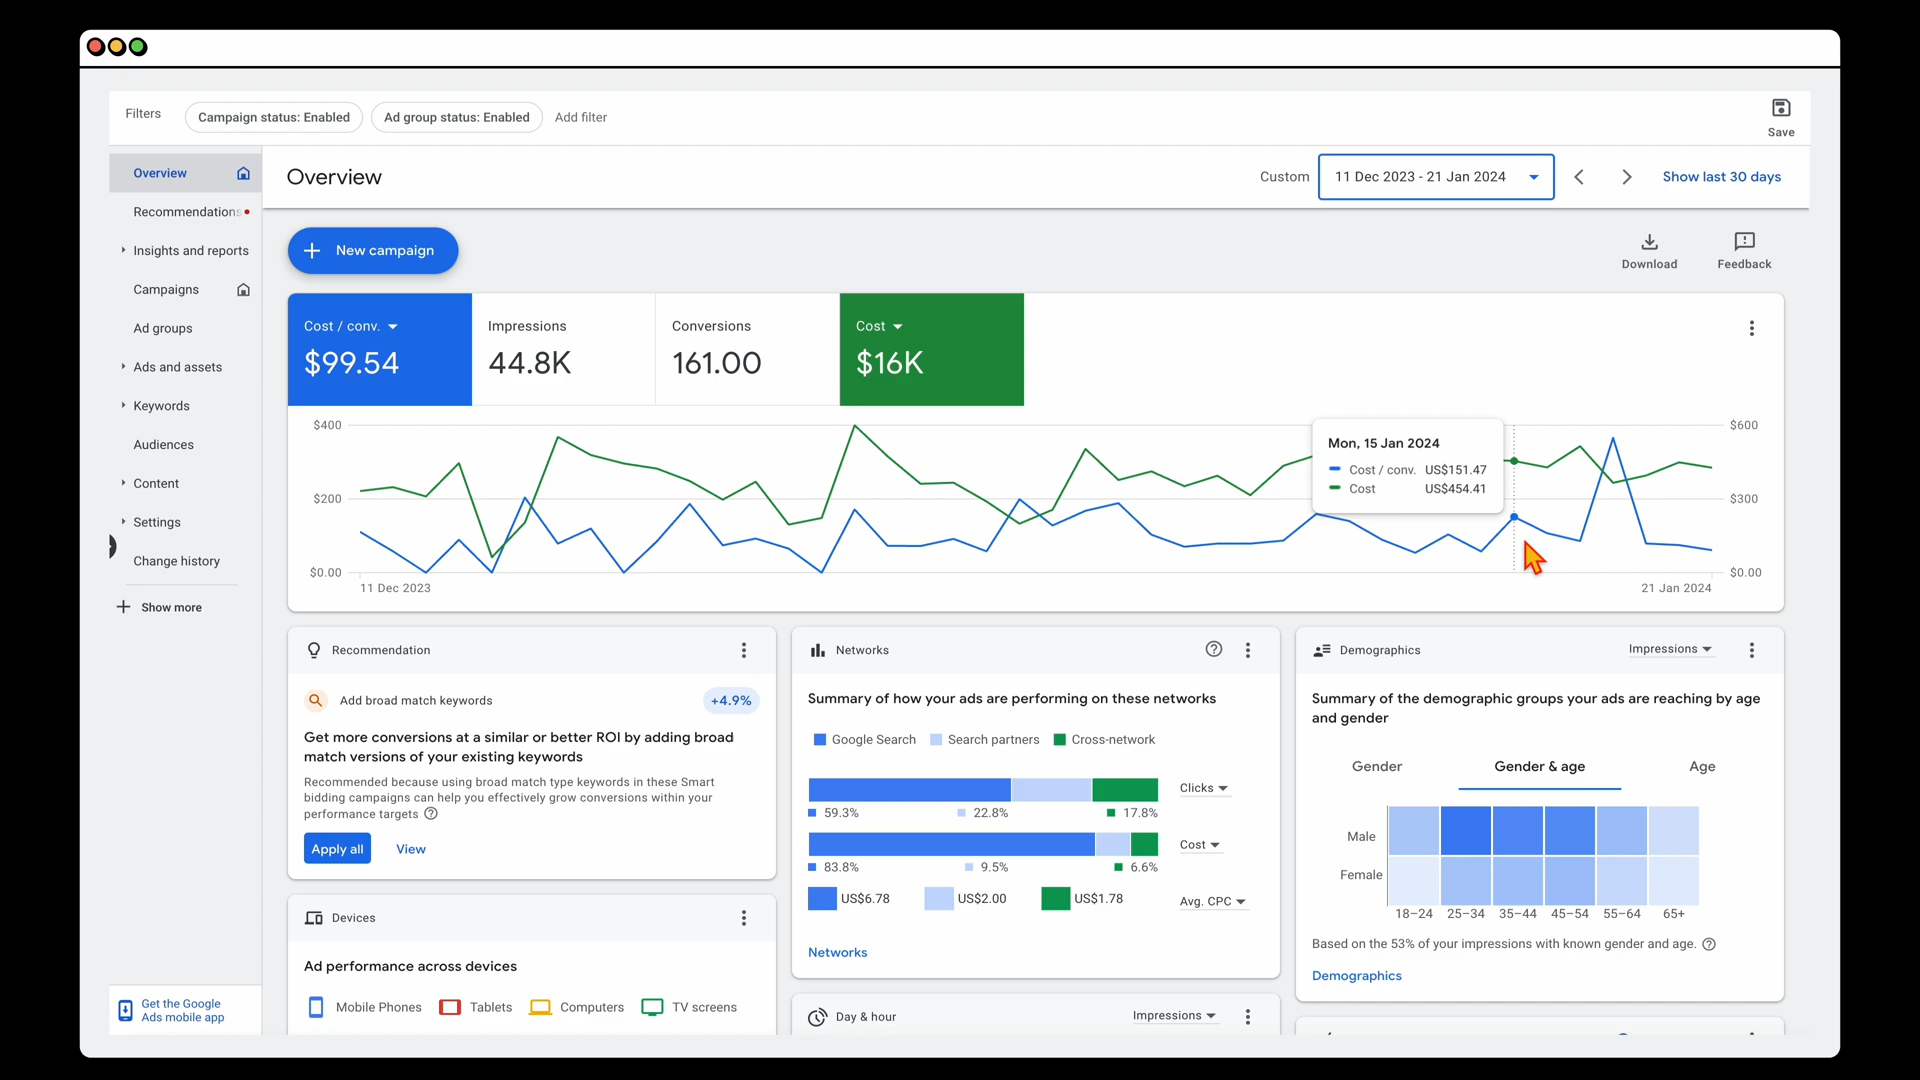 Filters
Campaign status: Enabled
Ad group status: Enabled
Add filter
Save
Overview
Recommendations
Insights and reports
Campaigns
Ad groups
Ads and assets
Keywords
Audiences
Content
Settings
Change history
Show more
Get the Google
Ads mobile app
Overview
Custom
11 Dec 2023 - 21 Jan 2024
Show last 30 days
New campaign
Download
Feedback
Cost / conv.
$99.54
Impressions
44.8K
Conversions
161.00
Cost
$16K
$400
$200
$0.00
$600
$300
$0.00
11 Dec 2023
21 Jan 2024
Mon, 15 Jan 2024
Cost / conv. US$151.47
Cost US$454.41
Recommendation
Add broad match keywords
+4.9%
Get more conversions at a similar or better ROI by adding broad
match versions of your existing keywords
Recommended because using broad match type keywords in these Smart
bidding campaigns can help you effectively grow conversions within your
performance targets
Apply all
View
Devices
Ad performance across devices
Mobile Phones Tablets Computers TV screens
Networks
Summary of how your ads are performing on these networks
Google Search Search partners Cross-network
Clicks
59.3% 22.8% 17.8%
Cost
83.8% 9.5% 6.6%
US$6.78 US$2.00 US$1.78
Avg. CPC
Networks
Day & hour
Impressions
Demographics
Impressions
Summary of the demographic groups your ads are reaching by age
and gender
Gender Gender & age Age
Male
Female
18–24 25–34 35–44 45–54 55–64 65+
Based on the 53% of your impressions with known gender and age.
Demographics